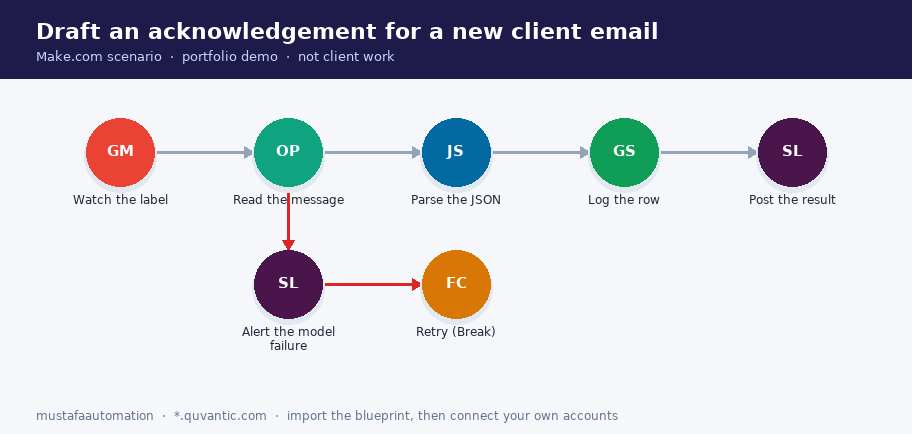 Draft an acknowledgement for a new client email
Make.com scenario · portfolio demo · not client work
GM
OP
JS
GS
SL
Watch the label
Read the message
Parse the JSON
Log the row
Post the result
SL
FC
Alert the model
failure
Retry (Break)
mustafaautomation · *.quvantic.com · import the blueprint, then connect your own accounts